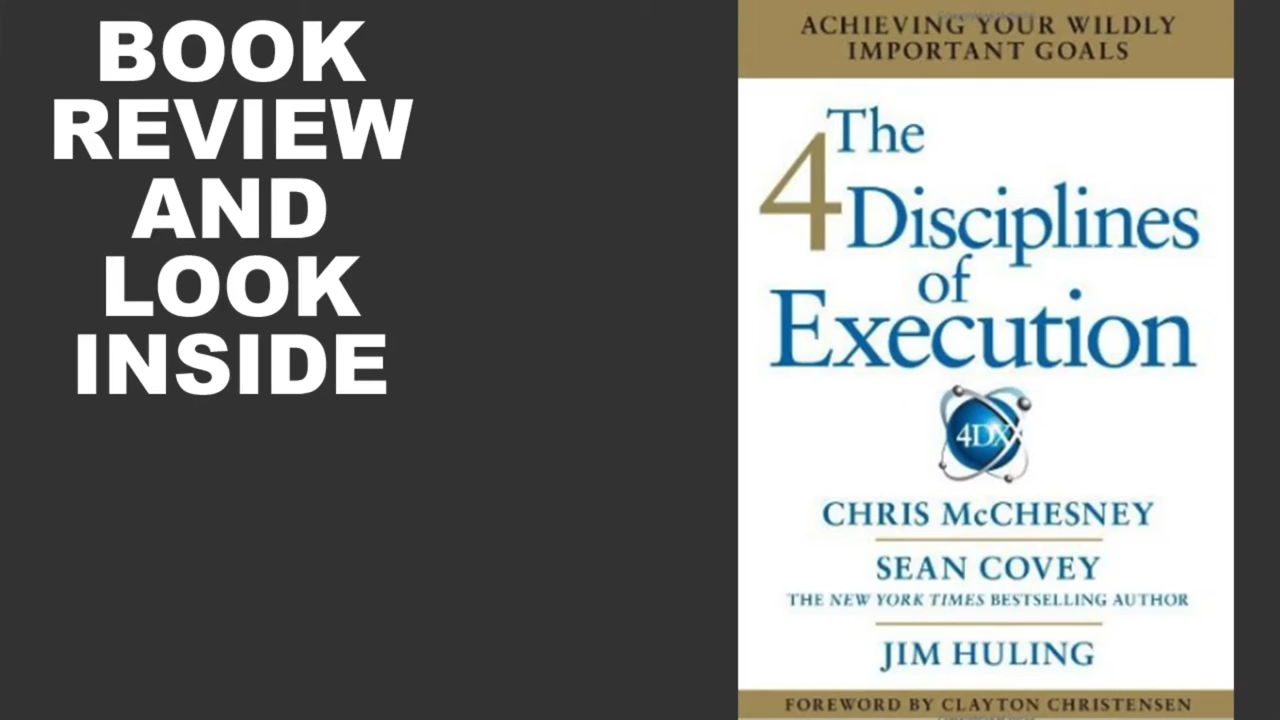 BOOK
REVIEW
AND
LOOK
INSIDE
ACHIEVING YOUR WILDLY
IMPORTANT GOALS
The
4 Disciplines
of
Execution
4DX
CHRIS McCHESNEY
SEAN COVEY
THE NEW YORK TIMES BESTSELLING AUTHOR
JIM HULING
FOREWORD BY CLAYTON CHRISTENSEN